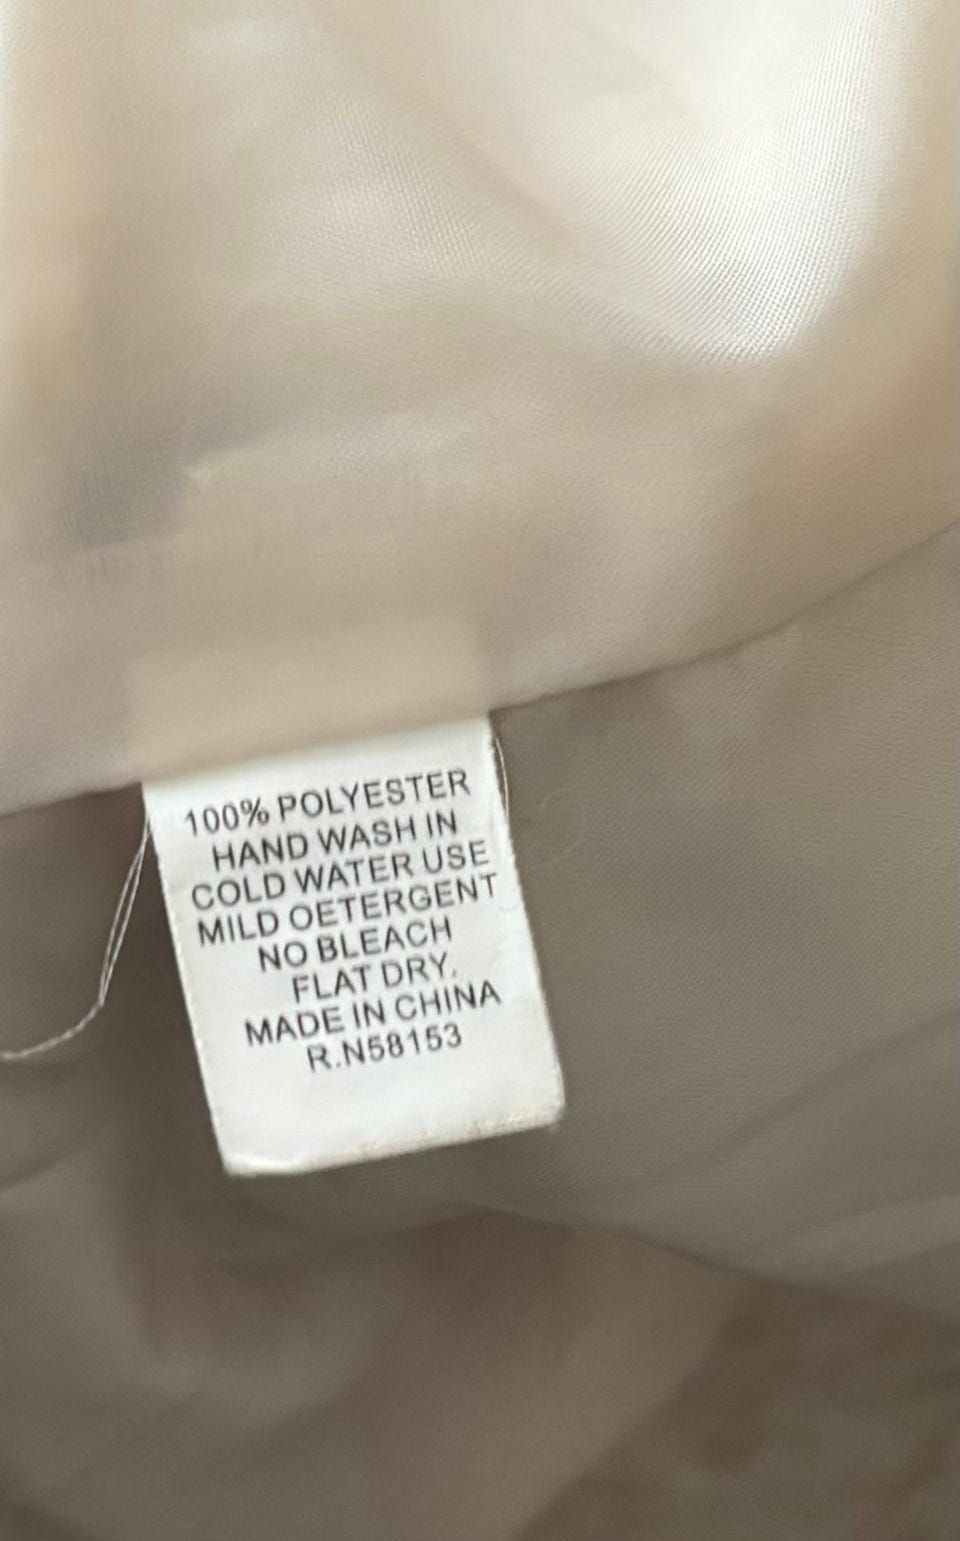 100% POLYESTER
HAND WASH IN
COLD WATER USE
MILD OETERGENT
NO BLEACH
FLAT DRY.
MADE IN CHINA
R.N58153